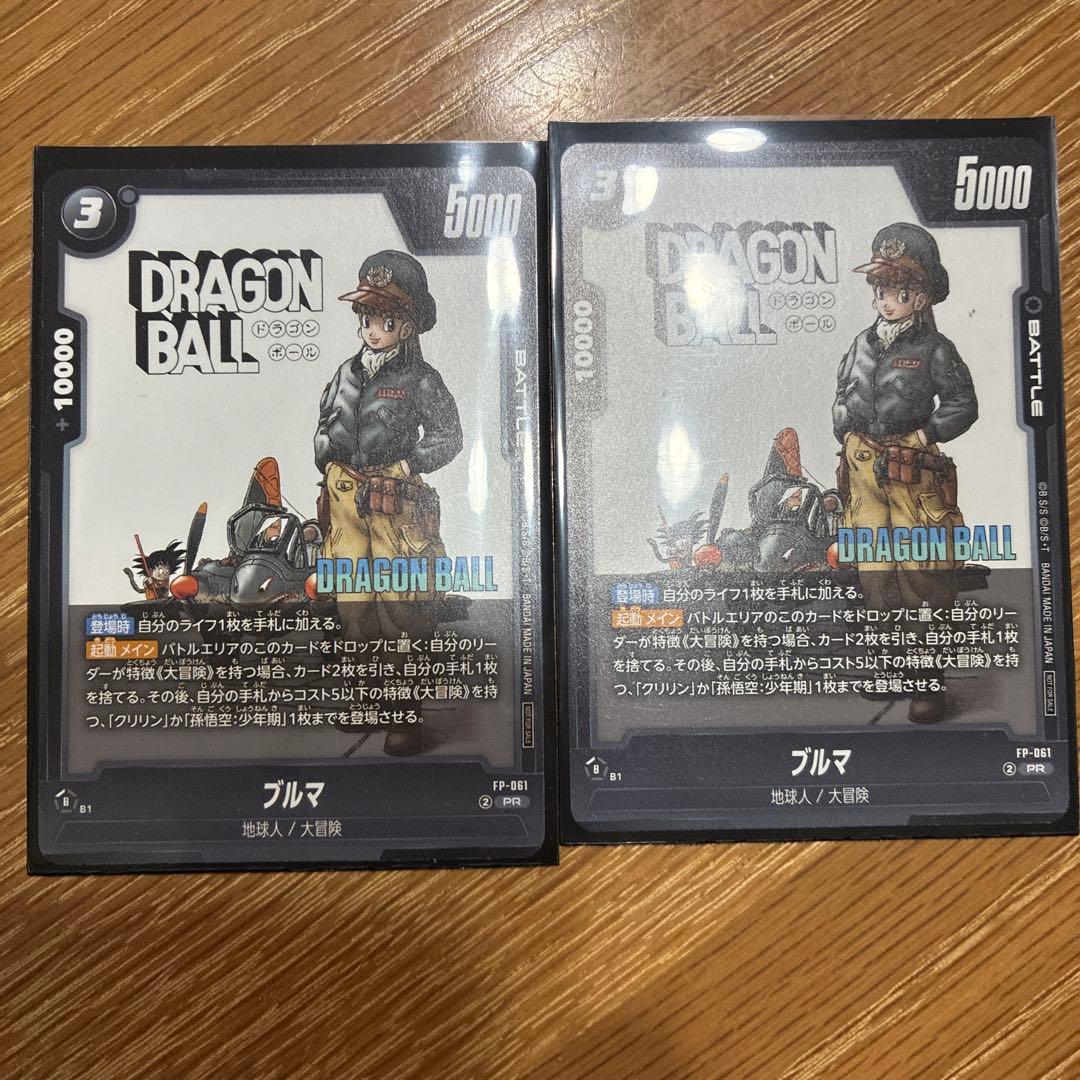 3
5000
DRAGON
BALL
ドラゴン
ボール
+10000
BATTLE
DRAGON BALL
登場時 自分のライフ1枚を手札に加える。
起動メイン バトルエリアのこのカードをドロップに置く:自分のリー
ダーが特徴《大冒険》を持つ場合、カード2枚を引き、自分の手札1枚
を捨てる。その後、自分の手札からコスト5以下の特徴《大冒険》を持
つ、「クリリン」か「孫悟空:少年期」1枚までを登場させる。
BANDAI MADE IN JAPAN
NOT FOR SALE
B B1
ブルマ
FP-061
2 PR
地球人 / 大冒険
3
5000
DRAGON
BALL
ドラゴン
ボール
10000
BATTLE
DRAGON BALL
登場時 自分のライフ1枚を手札に加える。
起動メイン バトルエリアのこのカードをドロップに置く:自分のリー
ダーが特徴《大冒険》を持つ場合、カード2枚を引き、自分の手札1枚
を捨てる。その後、自分の手札からコスト5以下の特徴《大冒険》を持
つ、「クリリン」か「孫悟空:少年期」1枚までを登場させる。
©B S/S ©B/S・T BANDAI MADE IN JAPAN
NOT FOR SALE
B B1
ブルマ
FP-061
2 PR
地球人 / 大冒険